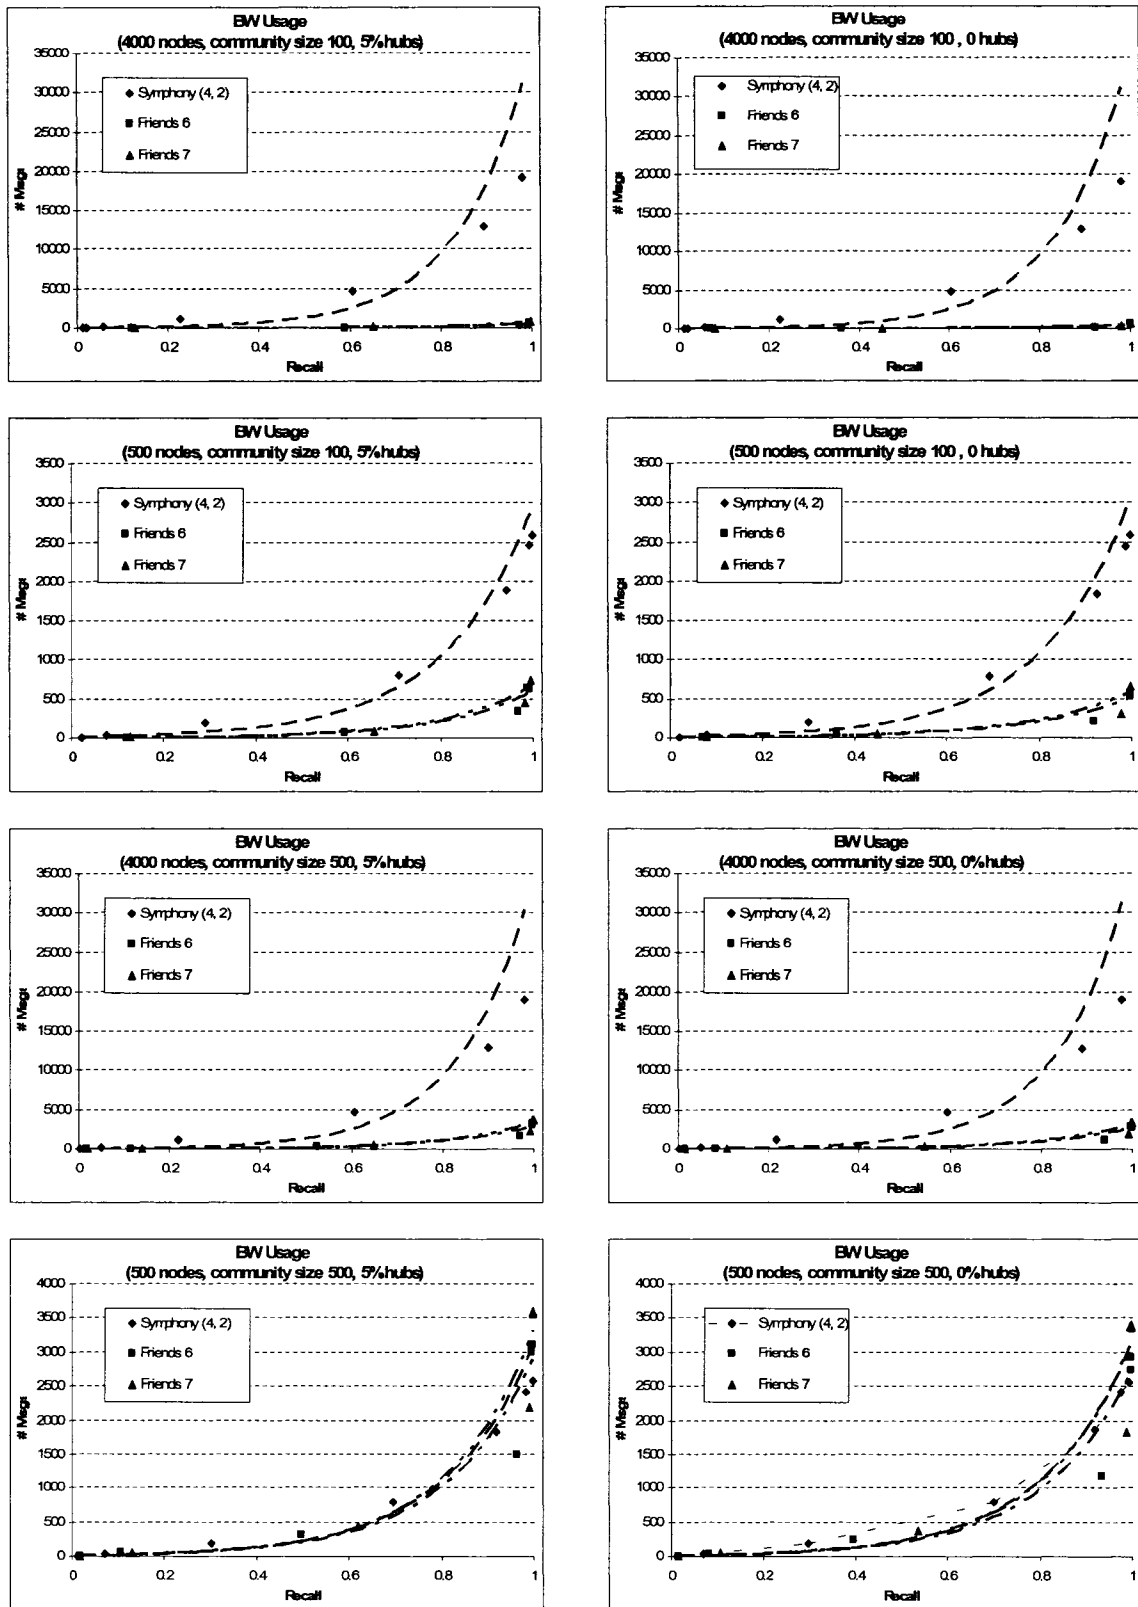 BW Usage
(4000 nodes, community size 100, 5% hubs)
35000
30000
25000
20000
15000
10000
5000
0
# Msgs
Symphony (4, 2)
Friends 6
Friends 7
0 0.2 0.4 0.6 0.8 1
Recall
BW Usage
(4000 nodes, community size 100 , 0 hubs)
35000
30000
25000
20000
15000
10000
5000
0
# Msgs
Symphony (4, 2)
Friends 6
Friends 7
0 0.2 0.4 0.6 0.8 1
Recall
BW Usage
(500 nodes, community size 100, 5% hubs)
3500
3000
2500
2000
1500
1000
500
0
# Msgs
Symphony (4, 2)
Friends 6
Friends 7
0 0.2 0.4 0.6 0.8 1
Recall
BW Usage
(500 nodes, community size 100 , 0 hubs)
3500
3000
2500
2000
1500
1000
500
0
# Msgs
Symphony (4, 2)
Friends 6
Friends 7
0 0.2 0.4 0.6 0.8 1
Recall
BW Usage
(4000 nodes, community size 500, 5% hubs)
35000
30000
25000
20000
15000
10000
5000
0
# Msgs
Symphony (4, 2)
Friends 6
Friends 7
0 0.2 0.4 0.6 0.8 1
Recall
BW Usage
(4000 nodes, community size 500, 0% hubs)
35000
30000
25000
20000
15000
10000
5000
0
# Msgs
Symphony (4, 2)
Friends 6
Friends 7
0 0.2 0.4 0.6 0.8 1
Recall
BW Usage
(500 nodes, community size 500, 5% hubs)
4000
3500
3000
2500
2000
1500
1000
500
0
# Msgs
Symphony (4, 2)
Friends 6
Friends 7
0 0.2 0.4 0.6 0.8 1
Recall
BW Usage
(500 nodes, community size 500, 0% hubs)
4000
3500
3000
2500
2000
1500
1000
500
0
# Msgs
Symphony (4, 2)
Friends 6
Friends 7
0 0.2 0.4 0.6 0.8 1
Recall